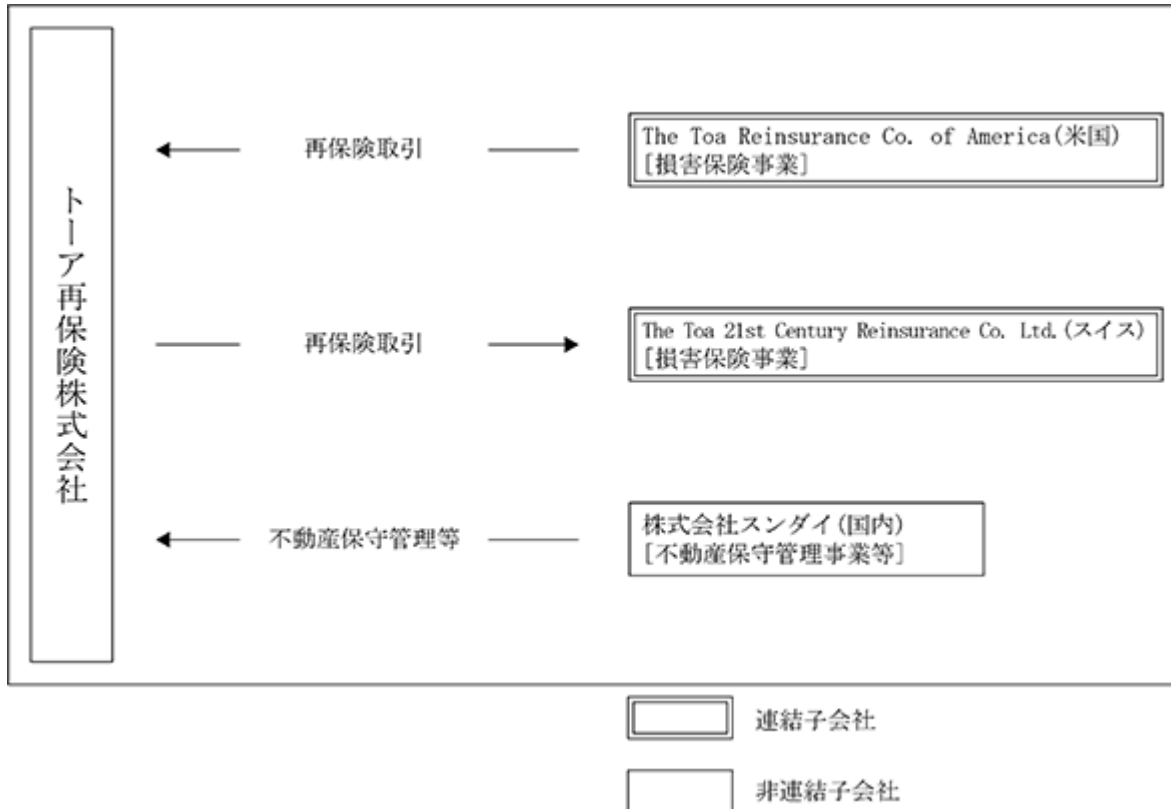 トーア再保険株式会社
再保険取引
The Toa Reinsurance Co. of America(米国)
[損害保険事業]
再保険取引
The Toa 21st Century Reinsurance Co. Ltd.(スイス)
[損害保険事業]
不動産保守管理等
株式会社スンダイ(国内)
[不動産保守管理事業等]
連結子会社
非連結子会社